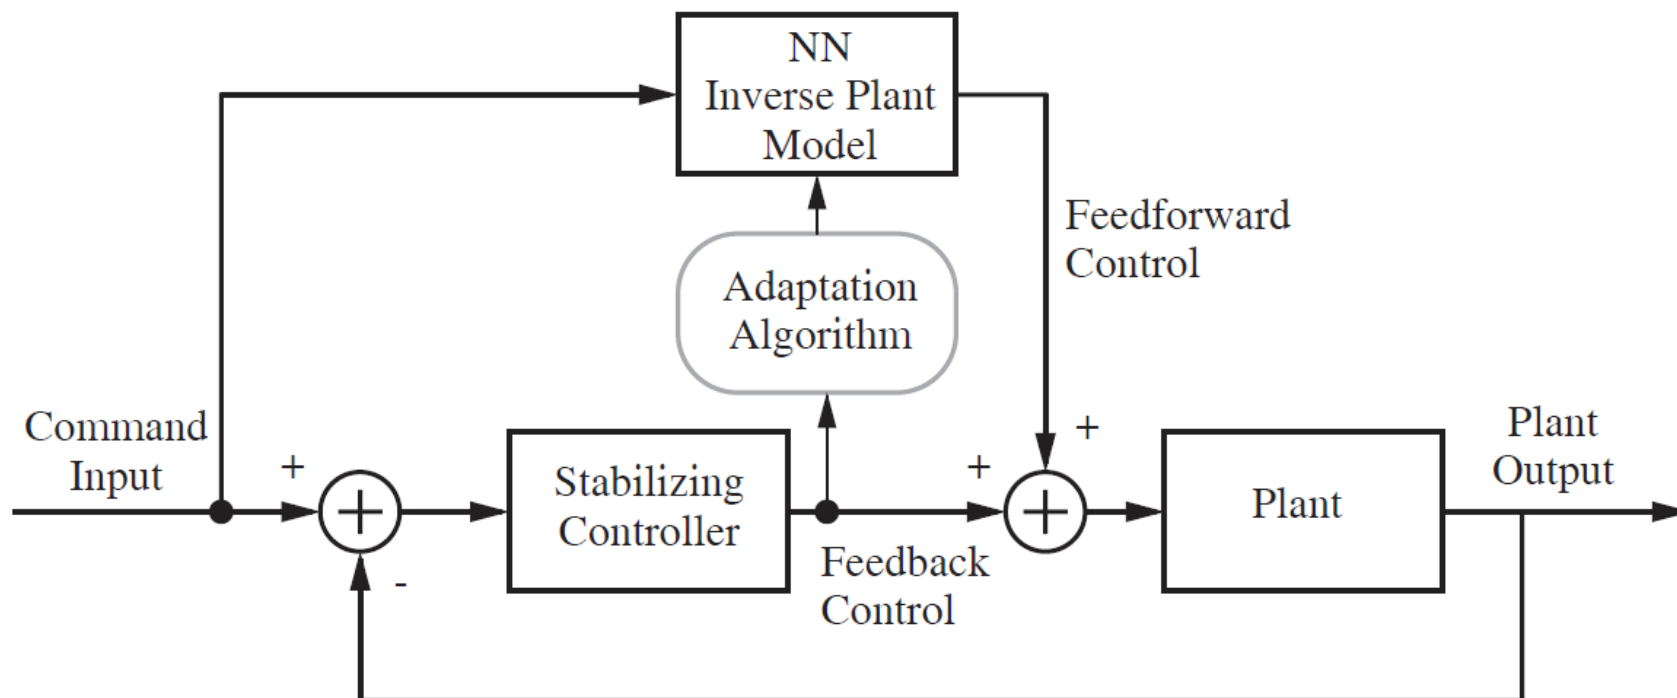 NN
Inverse Plant
Model
Feedforward
Control
Adaptation
Algorithm
Command
Input
+
Stabilizing
Controller
+
+
Plant
Plant
Output
-
Feedback
Control